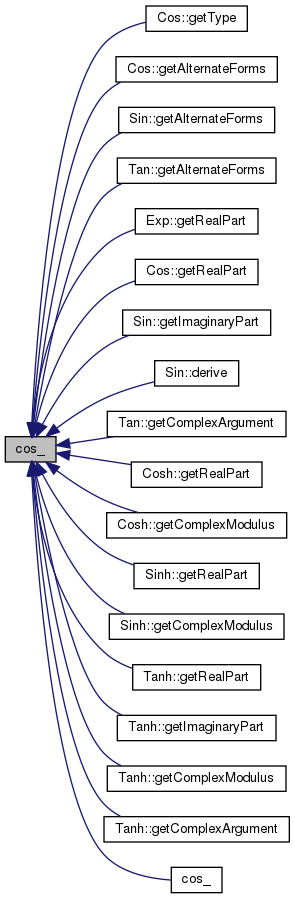 Cos::getType
Cos::getAlternateForms
Sin::getAlternateForms
Tan::getAlternateForms
Exp::getRealPart
Cos::getRealPart
Sin::getImaginaryPart
Sin::derive
Tan::getComplexArgument
cos_
Cosh::getRealPart
Cosh::getComplexModulus
Sinh::getRealPart
Sinh::getComplexModulus
Tanh::getRealPart
Tanh::getImaginaryPart
Tanh::getComplexModulus
Tanh::getComplexArgument
cos_